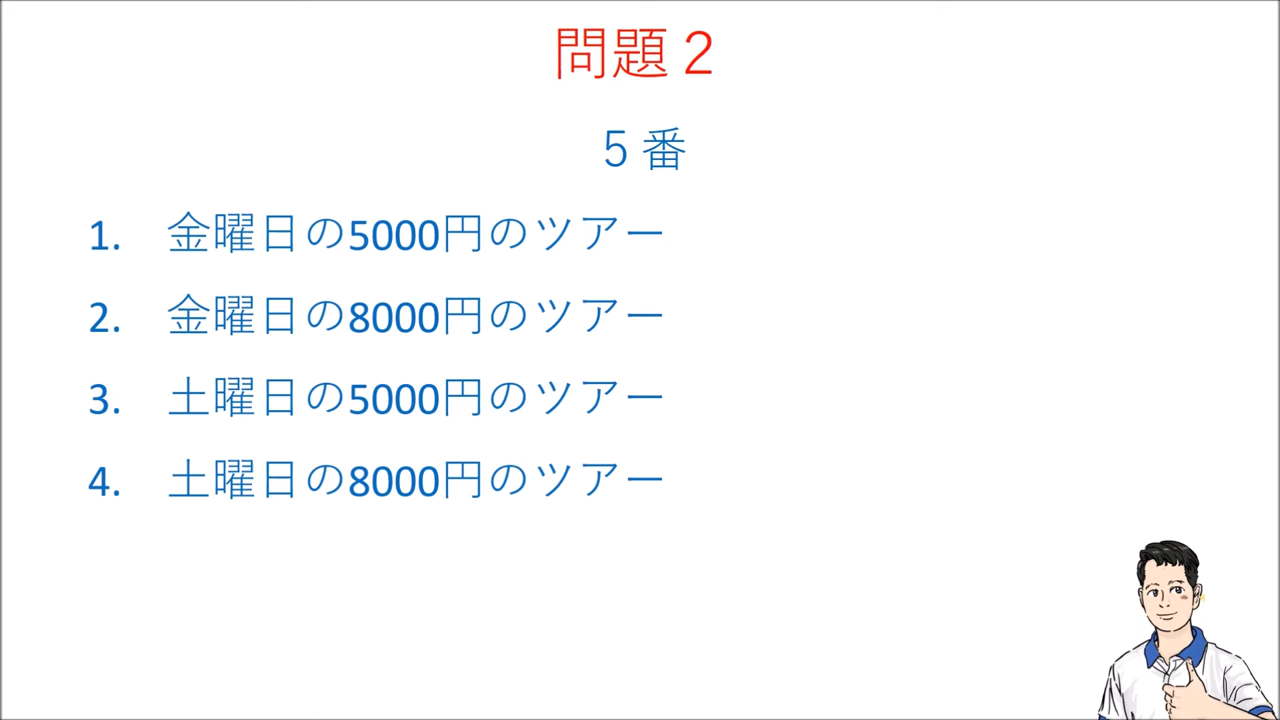 問題２
５番
1. 金曜日の5000円のツアー
2. 金曜日の8000円のツアー
3. 土曜日の5000円のツアー
4. 土曜日の8000円のツアー